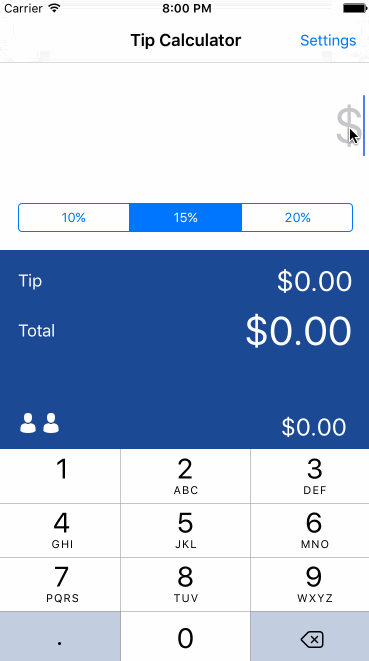 Carrier 8:00 PM
Tip Calculator Settings
$
10% 15% 20%
Tip $0.00
Total $0.00
$0.00
1 2 3
ABC DEF
4 5 6
GHI JKL MNO
7 8 9
PQRS TUV WXYZ
. 0